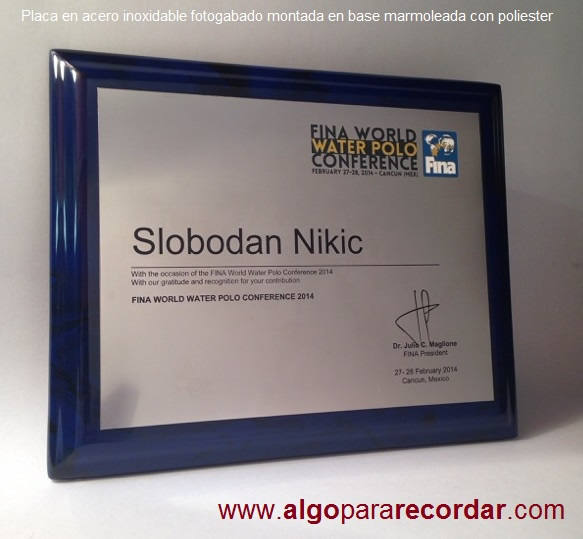 Placa en acero inoxidable fotogabado montada en base marmoleada con poliester
FINA WORLD
WATER POLO
CONFERENCE
FEBRUARY 27-28, 2014 - CANCUN (MEX)
Fina
Slobodan Nikic
With the occasion of the FINA World Water Polo Conference 2014
With our gratitude and recognition for your contribution
FINA WORLD WATER POLO CONFERENCE 2014
Dr. Julio C. Maglione
FINA President
27- 28 February 2014
Cancun, Mexico
www.algopararecordar.com